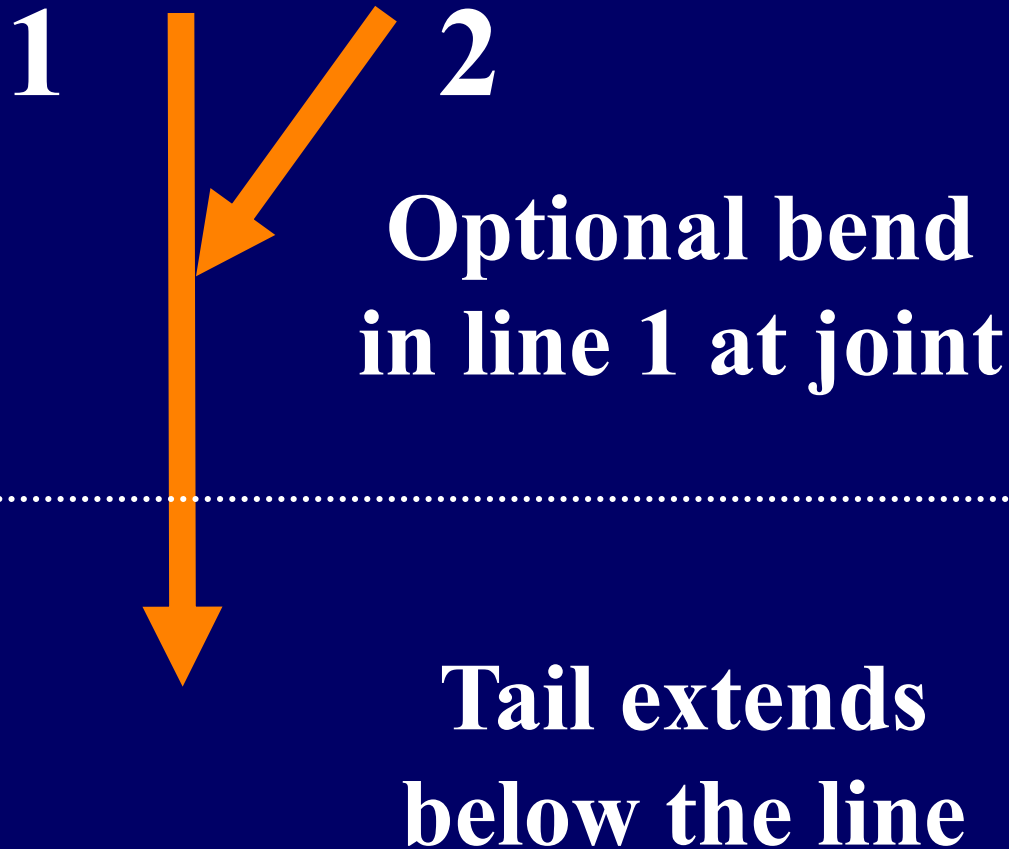 1 2
Optional bend
in line 1 at joint
Tail extends
below the line